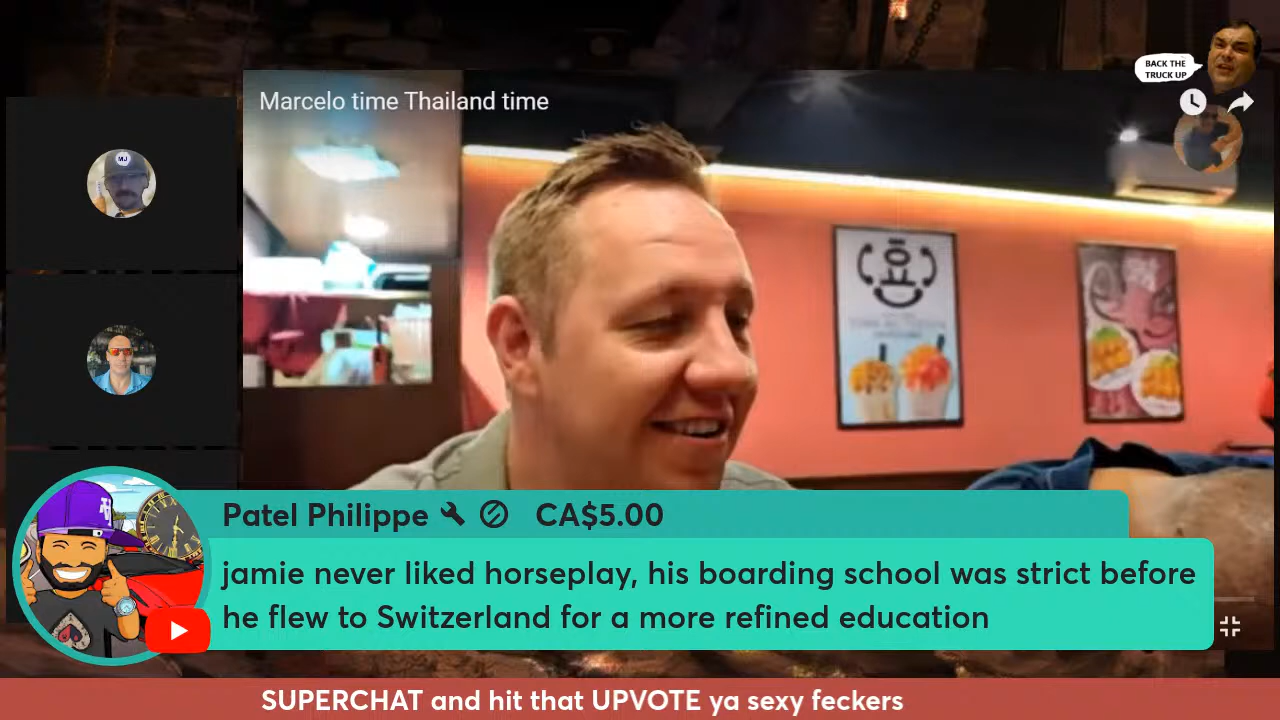 BACK THE
TRUCK UP
Marcelo time Thailand time
MJ
Patel Philippe CA$5.00
jamie never liked horseplay, his boarding school was strict before
he flew to Switzerland for a more refined education
SUPERCHAT and hit that UPVOTE ya sexy feckers